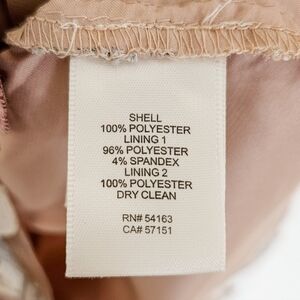 SHELL
100% POLYESTER
LINING 1
96% POLYESTER
4% SPANDEX
LINING 2
100% POLYESTER
DRY CLEAN
RN# 54163
CA# 57151